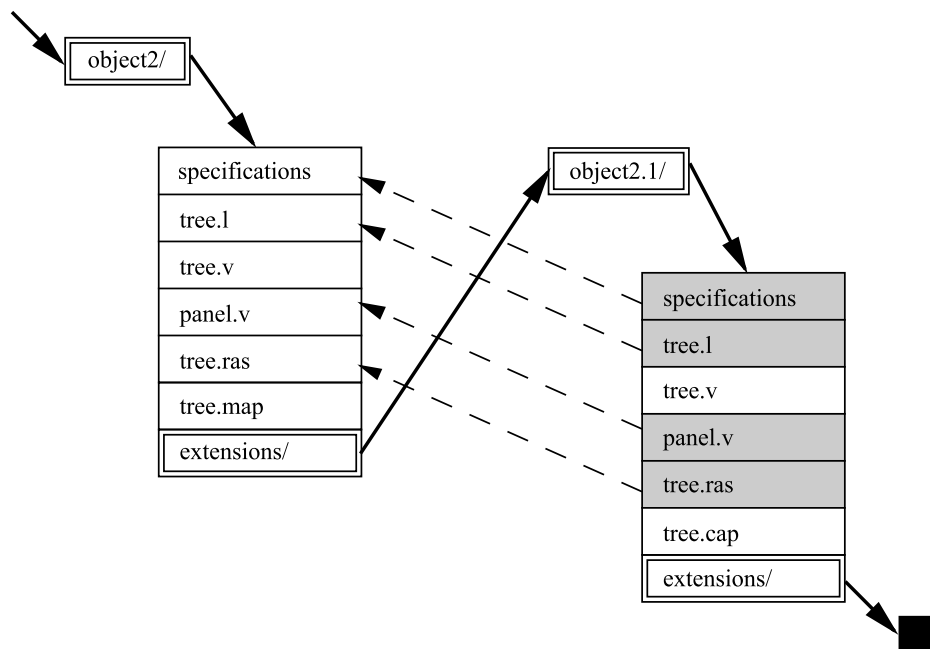 object2/
specifications
tree.l
tree.v
panel.v
tree.ras
tree.map
extensions/
object2.1/
specifications
tree.l
tree.v
panel.v
tree.ras
tree.cap
extensions/